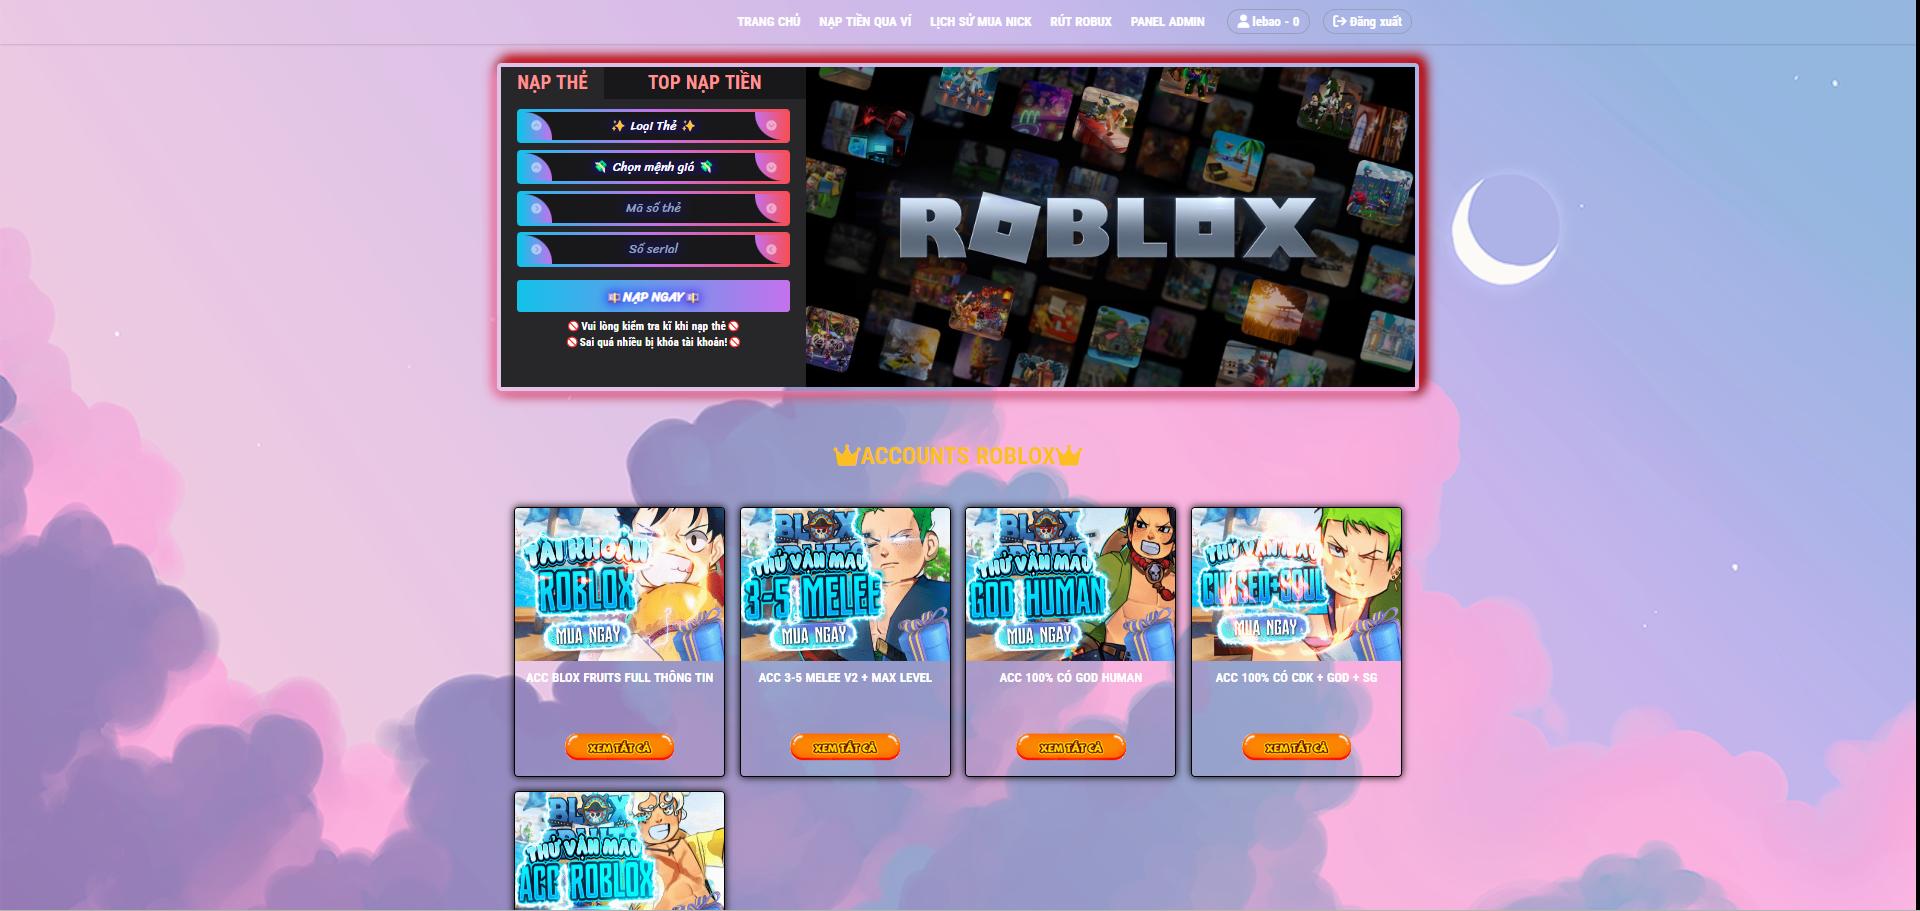 TRANG CHỦ NẠP TIỀN QUA VÍ LỊCH SỬ MUA NICK RÚT ROBUX PANEL ADMIN lebao - 0 Đăng xuất
NẠP THẺ TOP NẠP TIỀN
✨ Loại Thẻ ✨
💸 Chọn mệnh giá 💸
Mã số thẻ
Số serial
💵 NẠP NGAY 💵
🚫 Vui lòng kiểm tra kĩ khi nạp thẻ 🚫
🚫 Sai quá nhiều bị khóa tài khoản! 🚫
ROBLOX
ACCOUNTS ROBLOX
TÀI KHOẢN
ROBLOX
MUA NGAY
ACC BLOX FRUITS FULL THÔNG TIN
XEM TẤT CẢ
BLOX
FRUITS
THỬ VẬN MAY
3-5 MELEE
MUA NGAY
ACC 3-5 MELEE V2 + MAX LEVEL
XEM TẤT CẢ
BLOX
FRUITS
THỬ VẬN MAY
GOD HUMAN
MUA NGAY
ACC 100% CÓ GOD HUMAN
XEM TẤT CẢ
THỬ VẬN MAY
CURSED+SOUL
MUA NGAY
ACC 100% CÓ CDK + GOD + SG
XEM TẤT CẢ
BLOX
FRUITS
THỬ VẬN MAY
ACC ROBLOX